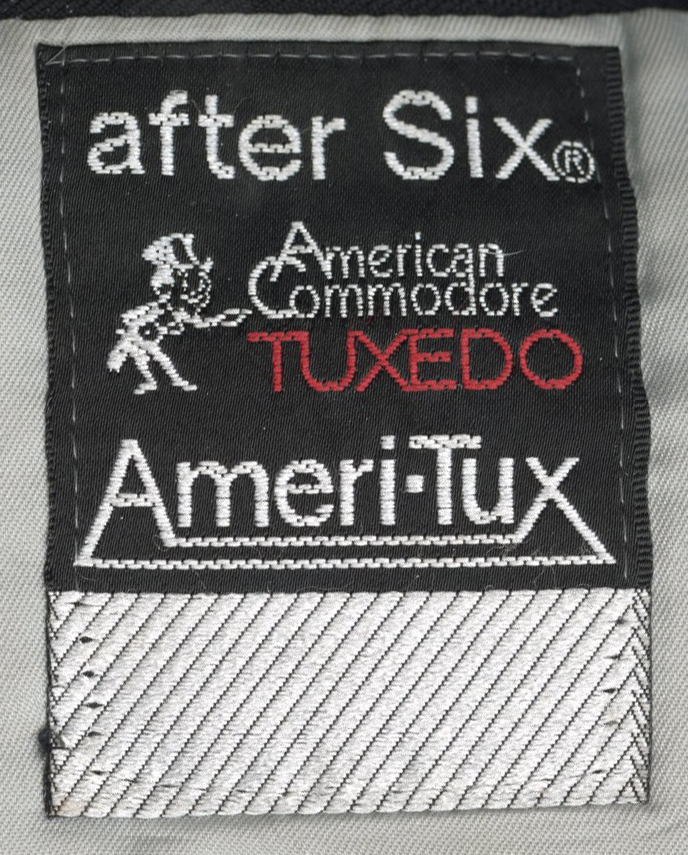 after Six®
American
Commodore
TUXEDO
Ameri·Tux